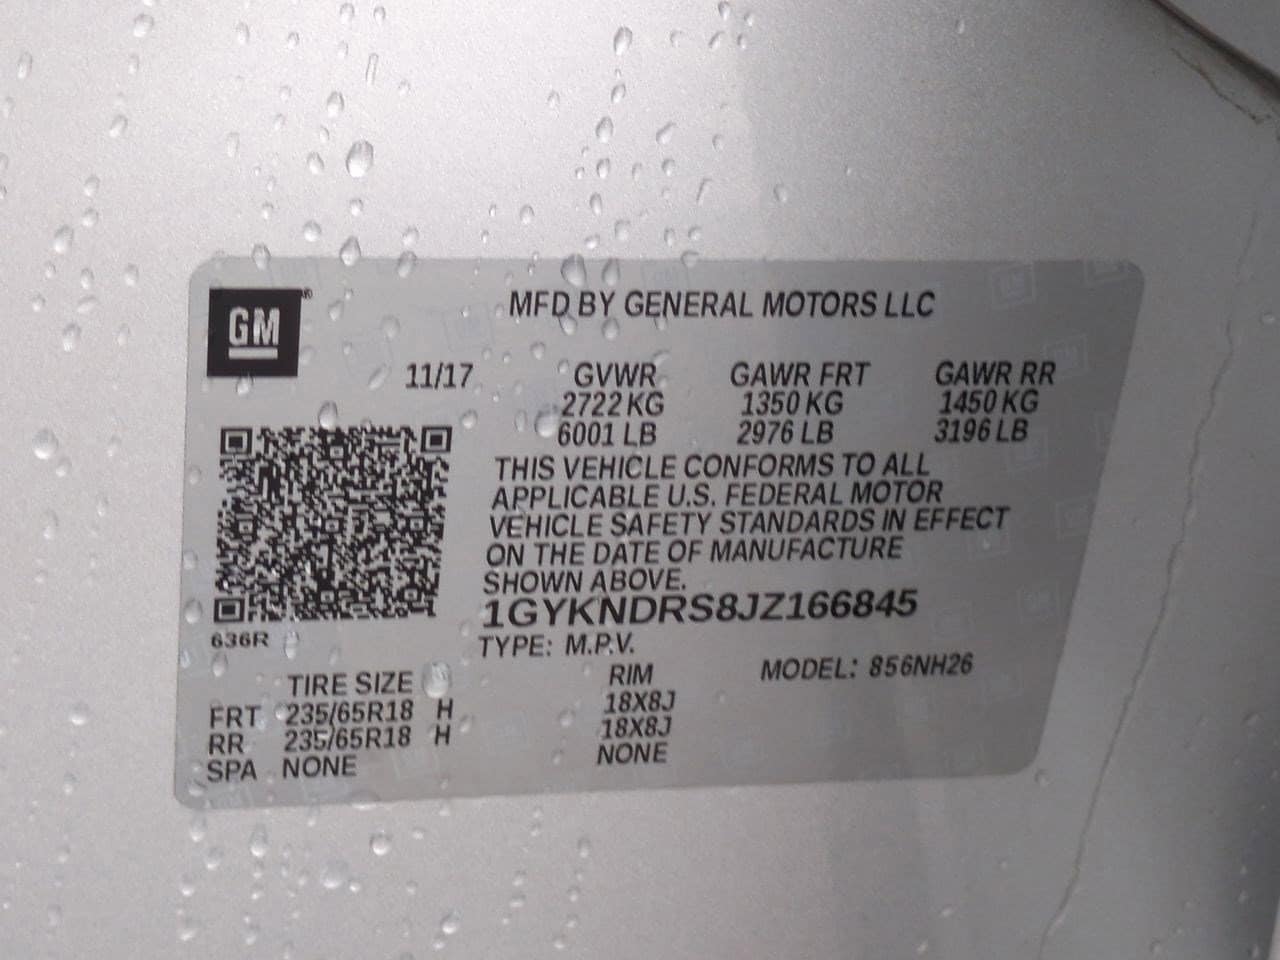 GM
MFD BY GENERAL MOTORS LLC
11/17 GVWR GAWR FRT GAWR RR
2722 KG 1350 KG 1450 KG
6001 LB 2976 LB 3196 LB
THIS VEHICLE CONFORMS TO ALL
APPLICABLE U.S. FEDERAL MOTOR
VEHICLE SAFETY STANDARDS IN EFFECT
ON THE DATE OF MANUFACTURE
SHOWN ABOVE.
1GYKNDRS8JZ166845
636R
TYPE: M.P.V.
MODEL: 856NH26
TIRE SIZE RIM
FRT 235/65R18 H 18X8J
RR 235/65R18 H 18X8J
SPA NONE NONE